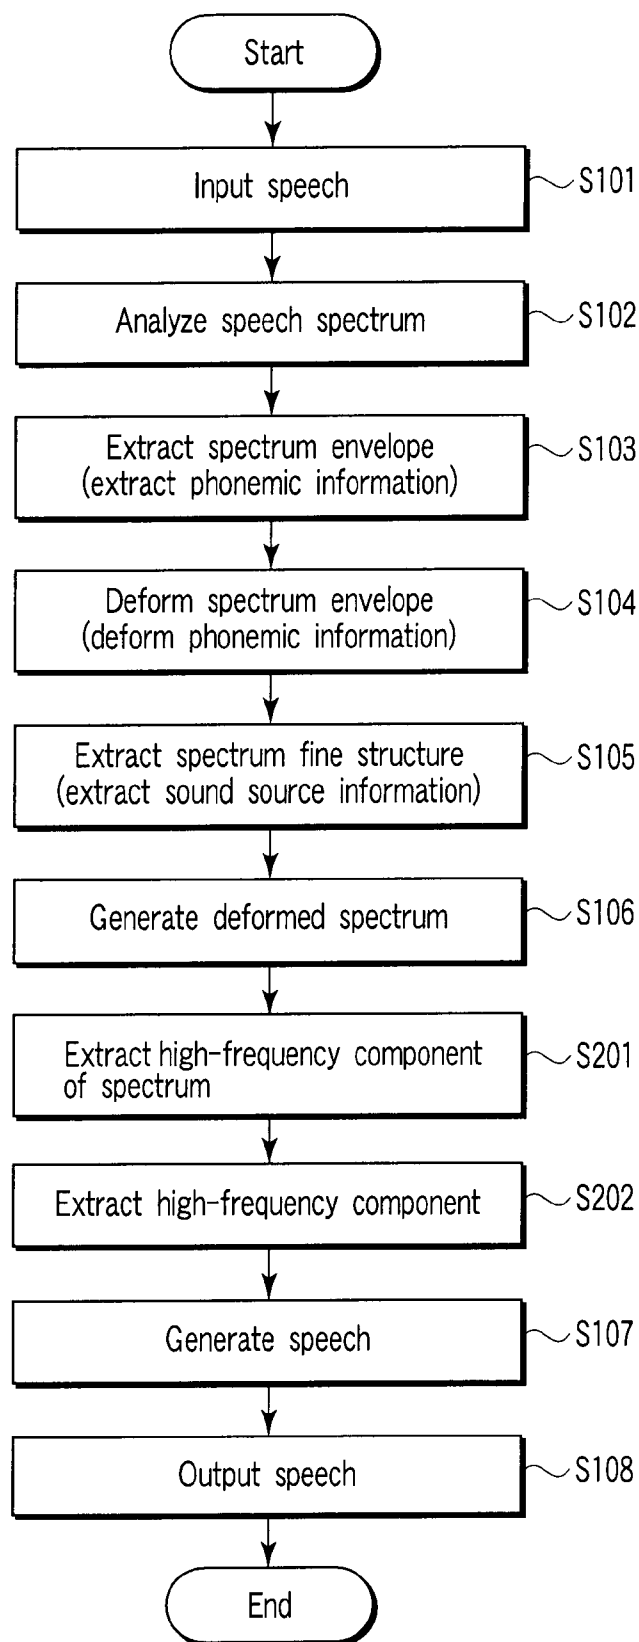 Start
Input speech
S101
Analyze speech spectrum
S102
Extract spectrum envelope
(extract phonemic information)
S103
Deform spectrum envelope
(deform phonemic information)
S104
Extract spectrum fine structure
(extract sound source information)
S105
Generate deformed spectrum
S106
Extract high-frequency component
of spectrum
S201
Extract high-frequency component
S202
Generate speech
S107
Output speech
S108
End